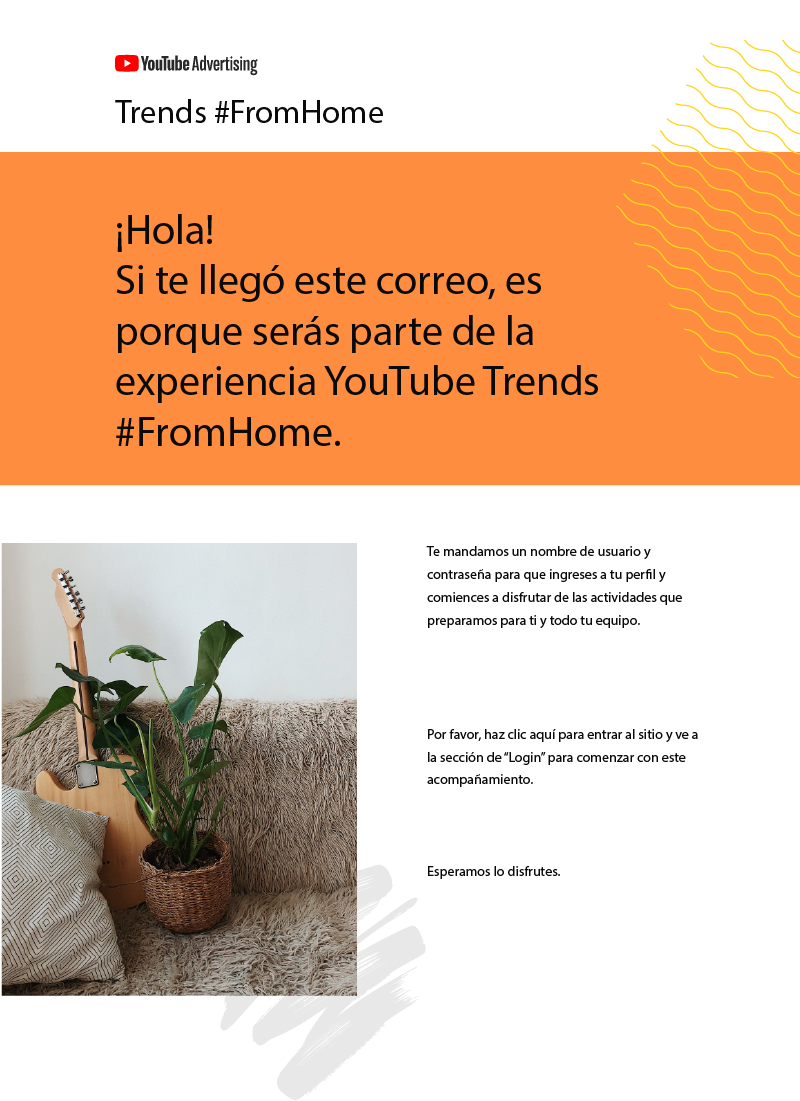 YouTube Advertising
Trends #FromHome
¡Hola!
Si te llegó este correo, es
porque serás parte de la
experiencia YouTube Trends
#FromHome.
Te mandamos un nombre de usuario y
contraseña para que ingreses a tu perfil y
comiences a disfrutar de las actividades que
preparamos para ti y todo tu equipo.
Por favor, haz clic aquí para entrar al sitio y ve a
la sección de “Login” para comenzar con este
acompañamiento.
Esperamos lo disfrutes.